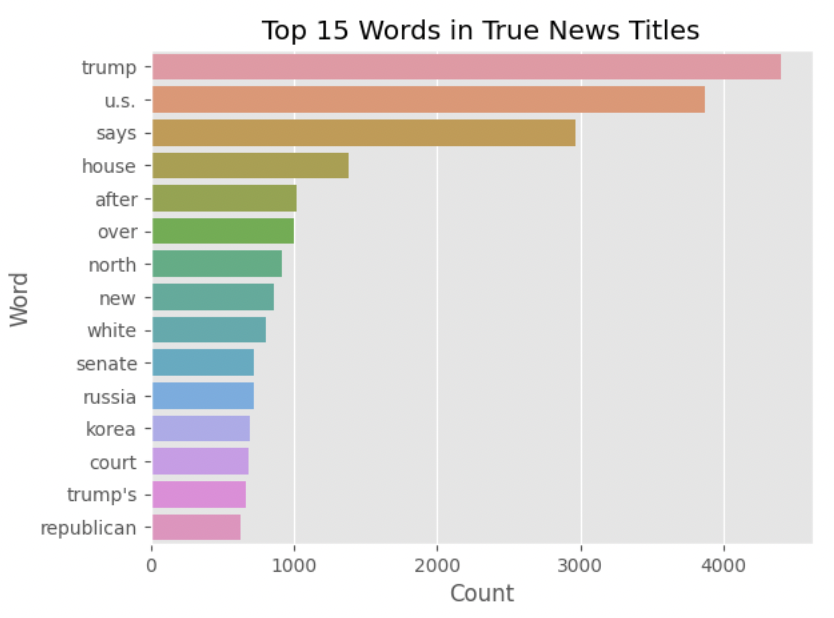 Top 15 Words in True News Titles
trump
u.s.
says
house
after
over
north
new
white
senate
russia
korea
court
trump's
republican
Word
0 1000 2000 3000 4000
Count